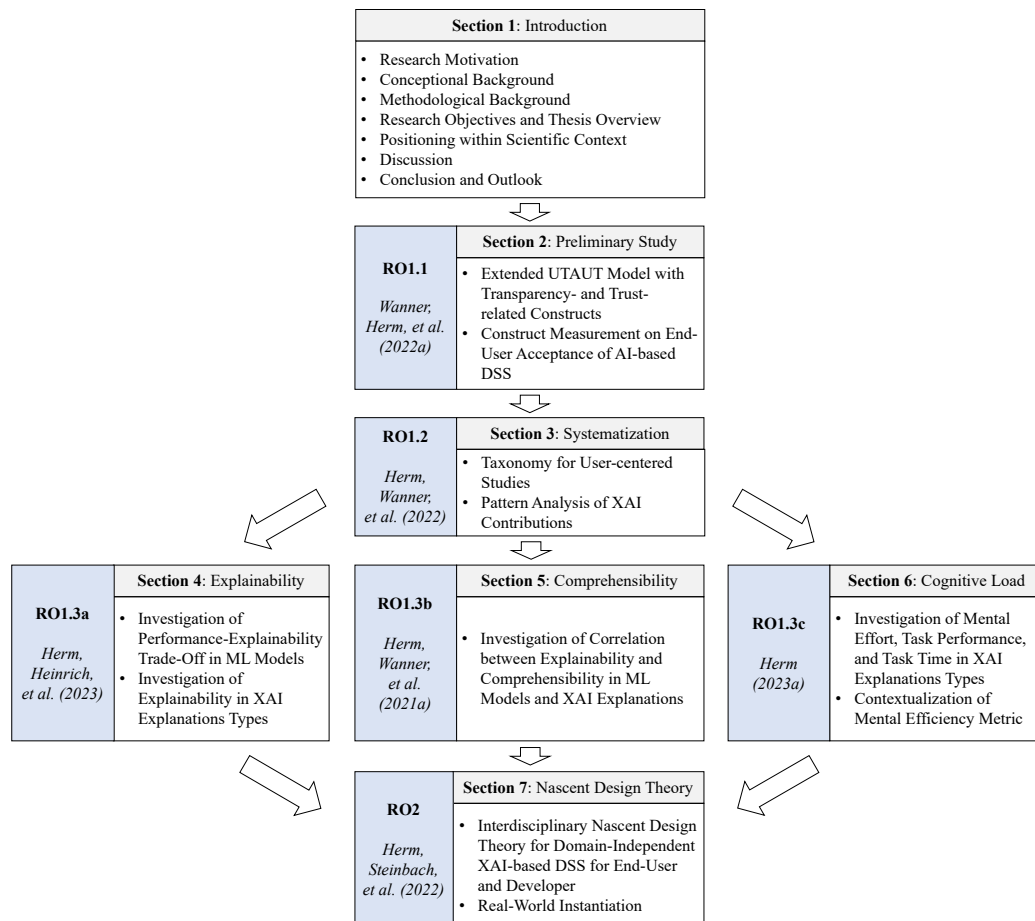 Section 1: Introduction
• Research Motivation
• Conceptional Background
• Methodological Background
• Research Objectives and Thesis Overview
• Positioning within Scientific Context
• Discussion
• Conclusion and Outlook
RO1.1
Wanner,
Herm, et al.
(2022a)
Section 2: Preliminary Study
• Extended UTAUT Model with
Transparency- and Trust-
related Constructs
• Construct Measurement on End-
User Acceptance of AI-based
DSS
RO1.2
Herm,
Wanner,
et al. (2022)
Section 3: Systematization
• Taxonomy for User-centered
Studies
• Pattern Analysis of XAI
Contributions
RO1.3a
Herm,
Heinrich,
et al. (2023)
Section 4: Explainability
• Investigation of
Performance-Explainability
Trade-Off in ML Models
• Investigation of
Explainability in XAI
Explanations Types
RO1.3b
Herm,
Wanner,
et al.
(2021a)
Section 5: Comprehensibility
• Investigation of Correlation
between Explainability and
Comprehensibility in ML
Models and XAI Explanations
RO1.3c
Herm
(2023a)
Section 6: Cognitive Load
• Investigation of Mental
Effort, Task Performance,
and Task Time in XAI
Explanations Types
• Contextualization of
Mental Efficiency Metric
RO2
Herm,
Steinbach,
et al. (2022)
Section 7: Nascent Design Theory
• Interdisciplinary Nascent Design
Theory for Domain-Independent
XAI-based DSS for End-User
and Developer
• Real-World Instantiation